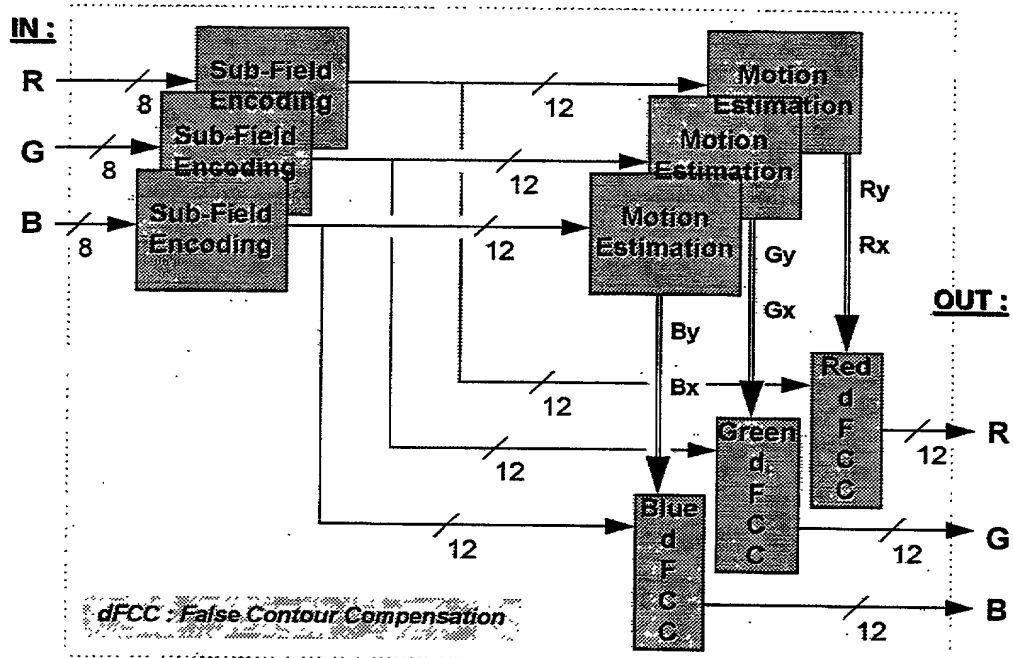 IN :
R
8
Sub-Field
Encoding
12
Motion
Estimation
G
8
Sub-Field
Encoding
12
Motion
Estimation
B
8
Sub-Field
Encoding
12
Motion
Estimation
Ry
Rx
Gy
Gx
By
Bx
OUT :
12
Red
d
F
C
C
12
R
12
Green
d
F
C
C
12
G
12
Blue
d
F
C
C
12
B
dFCC : False Contour Compensation